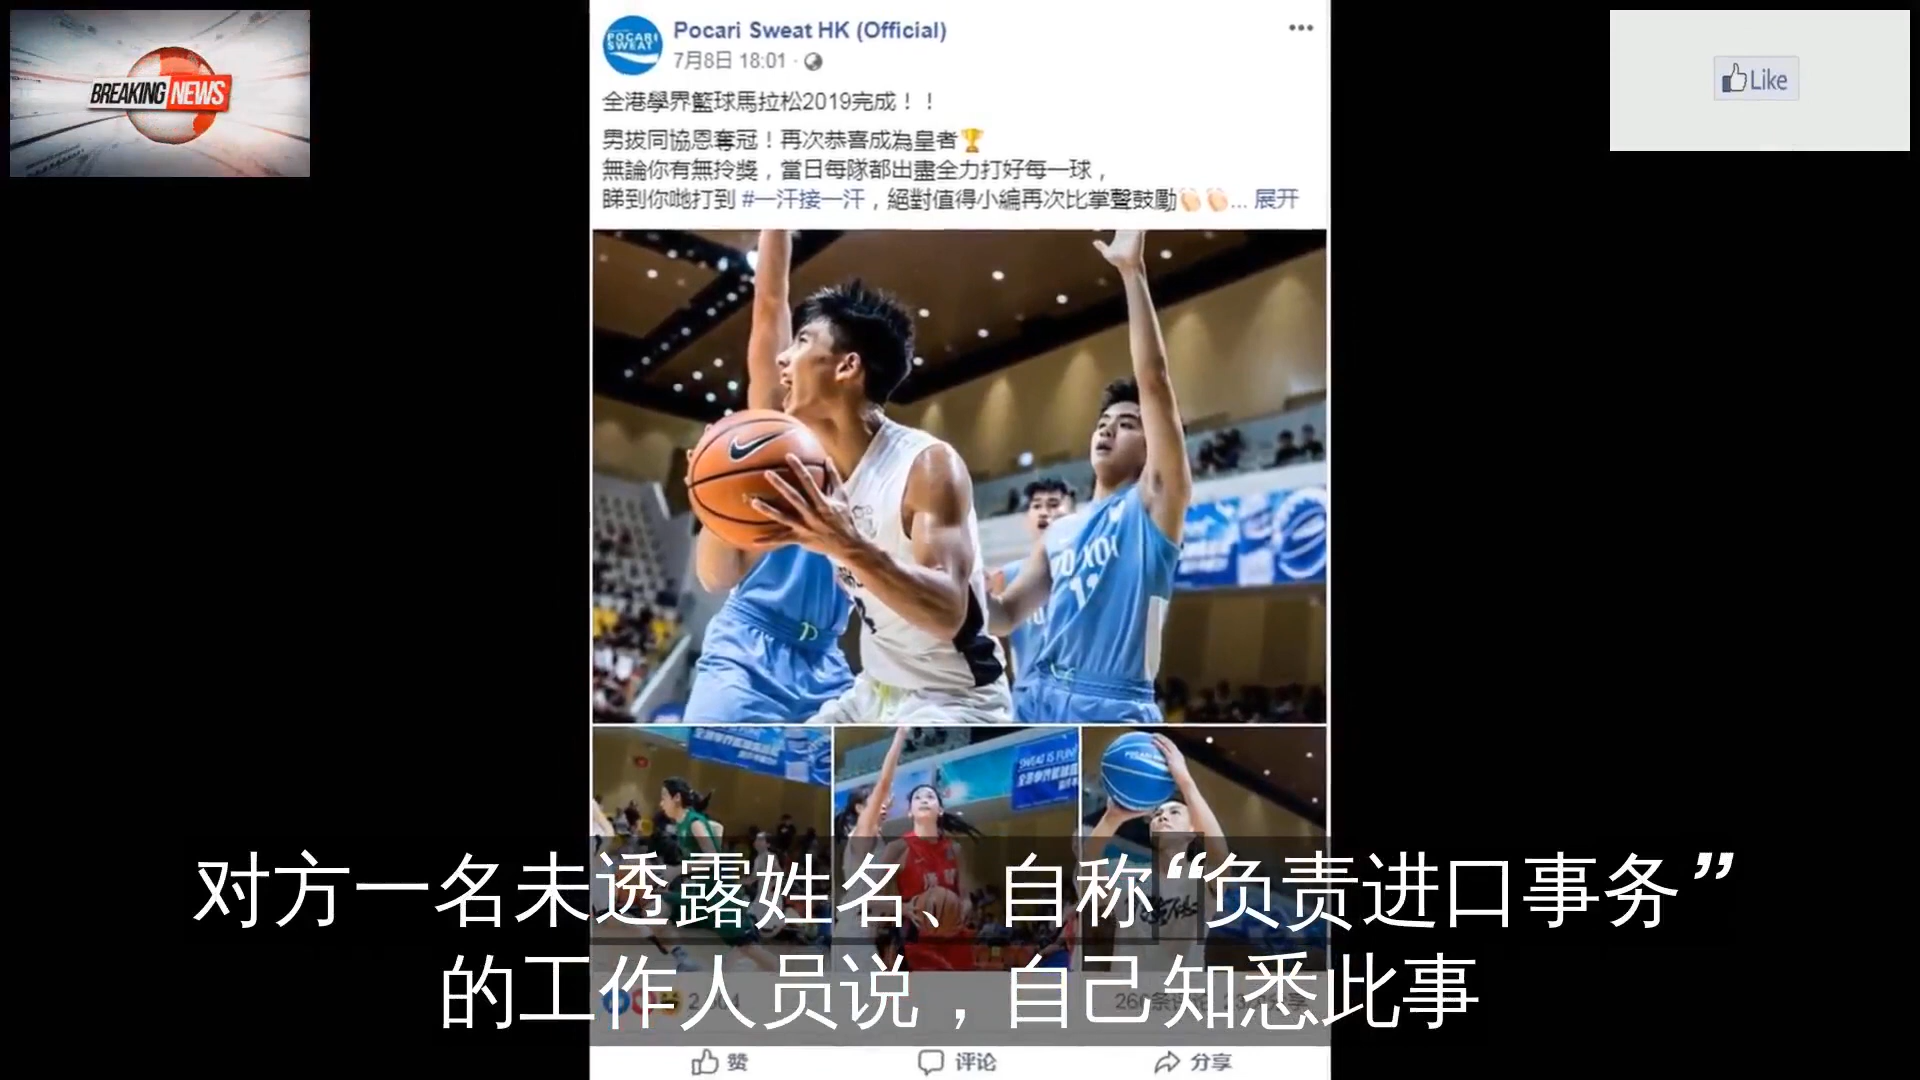 BREAKING NEWS
Like
POCARI SWEAT
Pocari Sweat HK (Official)
7月8日 18:01
全港學界籃球馬拉松2019完成！！
男拔同協恩奪冠！再次恭喜成為皇者🏆
無論你有無拎獎，當日每隊都出盡全力打好每一球，
睇到你哋打到 #一汗接一汗，絕對值得小編再次比掌聲鼓勵👏🏻👏🏻... 展开
SWEAT IS FUN!
对方一名未透露姓名、自称“负责进口事务”
的工作人员说，自己知悉此事
赞
评论
分享